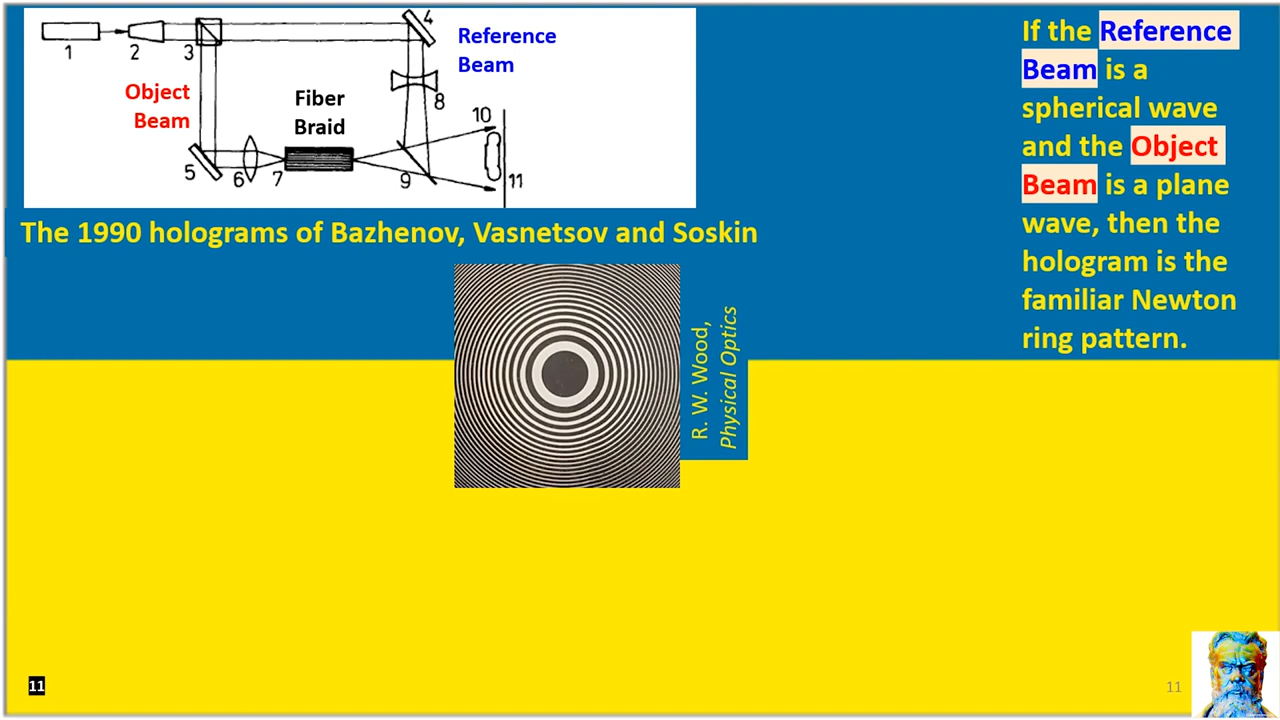 1
2
3
4
Reference
Beam
Object
Beam
Fiber
Braid
5
6
7
8
9
10
11
The 1990 holograms of Bazhenov, Vasnetsov and Soskin
R. W. Wood,
Physical Optics
If the Reference
Beam is a
spherical wave
and the Object
Beam is a plane
wave, then the
hologram is the
familiar Newton
ring pattern.
11
11